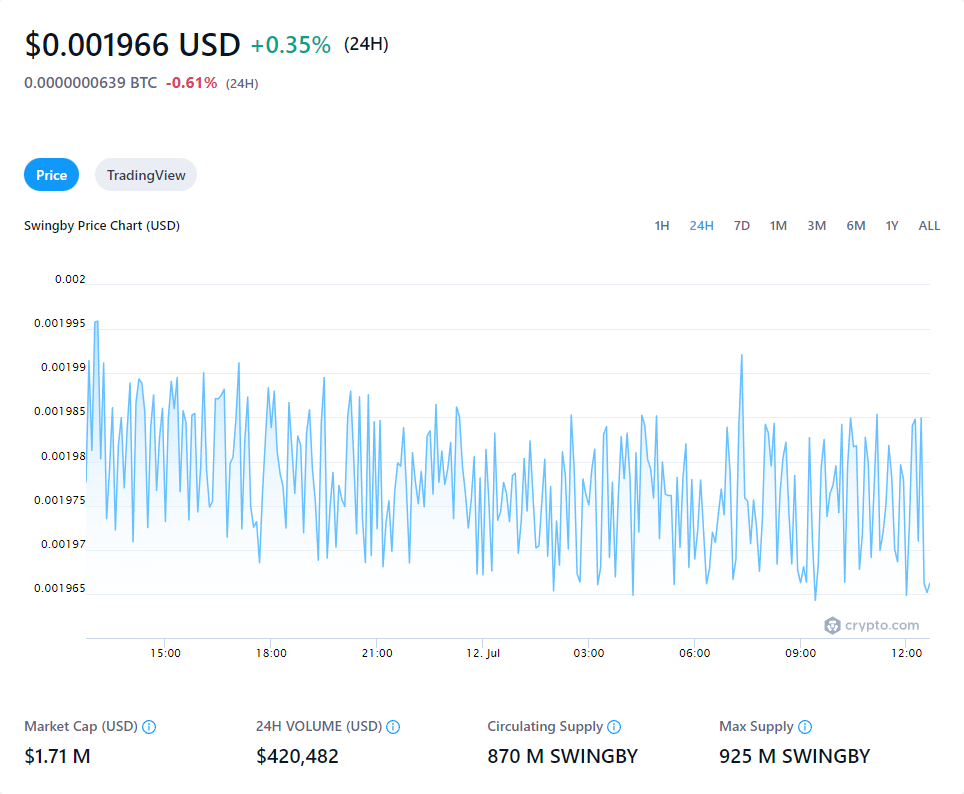 $0.001966 USD +0.35% (24H)
0.0000000639 BTC -0.61% (24H)
Price TradingView
Swingby Price Chart (USD) 1H 24H 7D 1M 3M 6M 1Y ALL
0.002
0.001995
0.00199
0.001985
0.00198
0.001975
0.00197
0.001965
crypto.com
15:00 18:00 21:00 12. Jul 03:00 06:00 09:00 12:00
Market Cap (USD) 24H VOLUME (USD) Circulating Supply Max Supply
$1.71 M $420,482 870 M SWINGBY 925 M SWINGBY